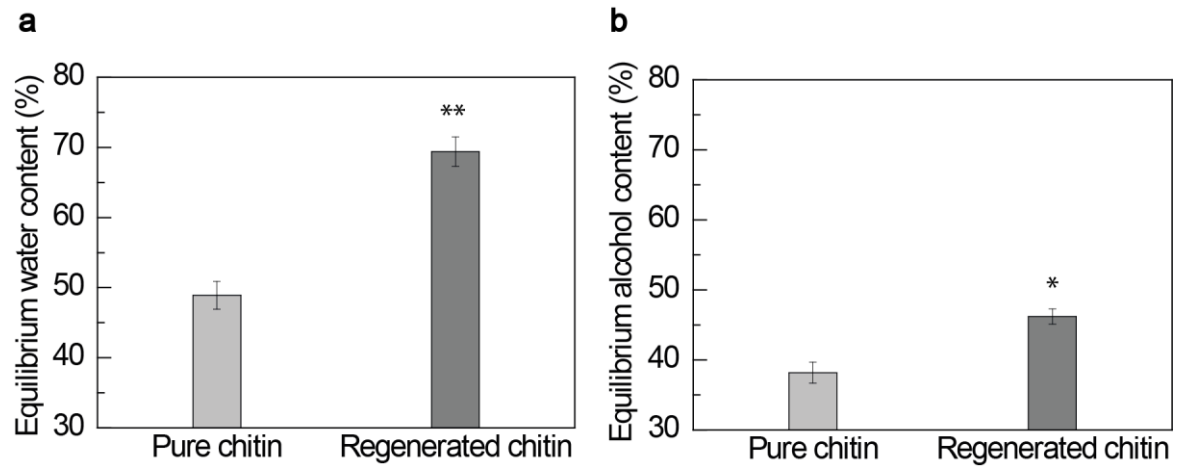 a
Equilibrium water content (%)
80
70
60
50
40
30
**
Pure chitin
Regenerated chitin
b
Equilibrium alcohol content (%)
80
70
60
50
40
30
*
Pure chitin
Regenerated chitin